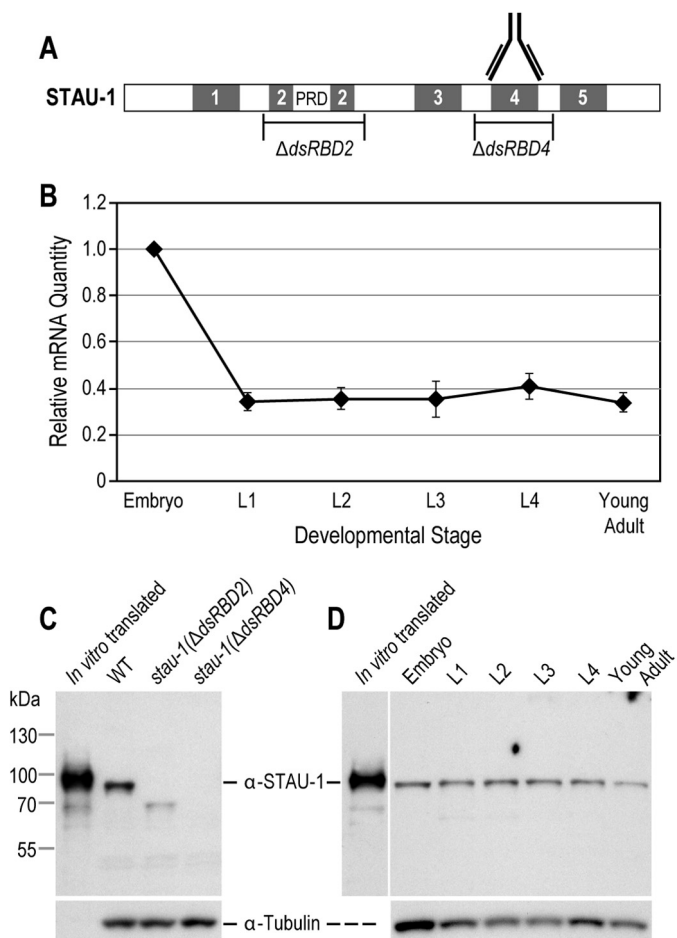 A
STAU-1
1 2 PRD 2 3 4 5
ΔdsRBD2 ΔdsRBD4
B
Relative mRNA Quantity
1.2
1.0
0.8
0.6
0.4
0.2
0
Embryo L1 L2 L3 L4 Young Adult
Developmental Stage
C
In vitro translated
WT
stau-1(ΔdsRBD2)
stau-1(ΔdsRBD4)
kDa
130
100
70
55
α-STAU-1
α-Tubulin
D
In vitro translated
Embryo
L1
L2
L3
L4
Young
Adult